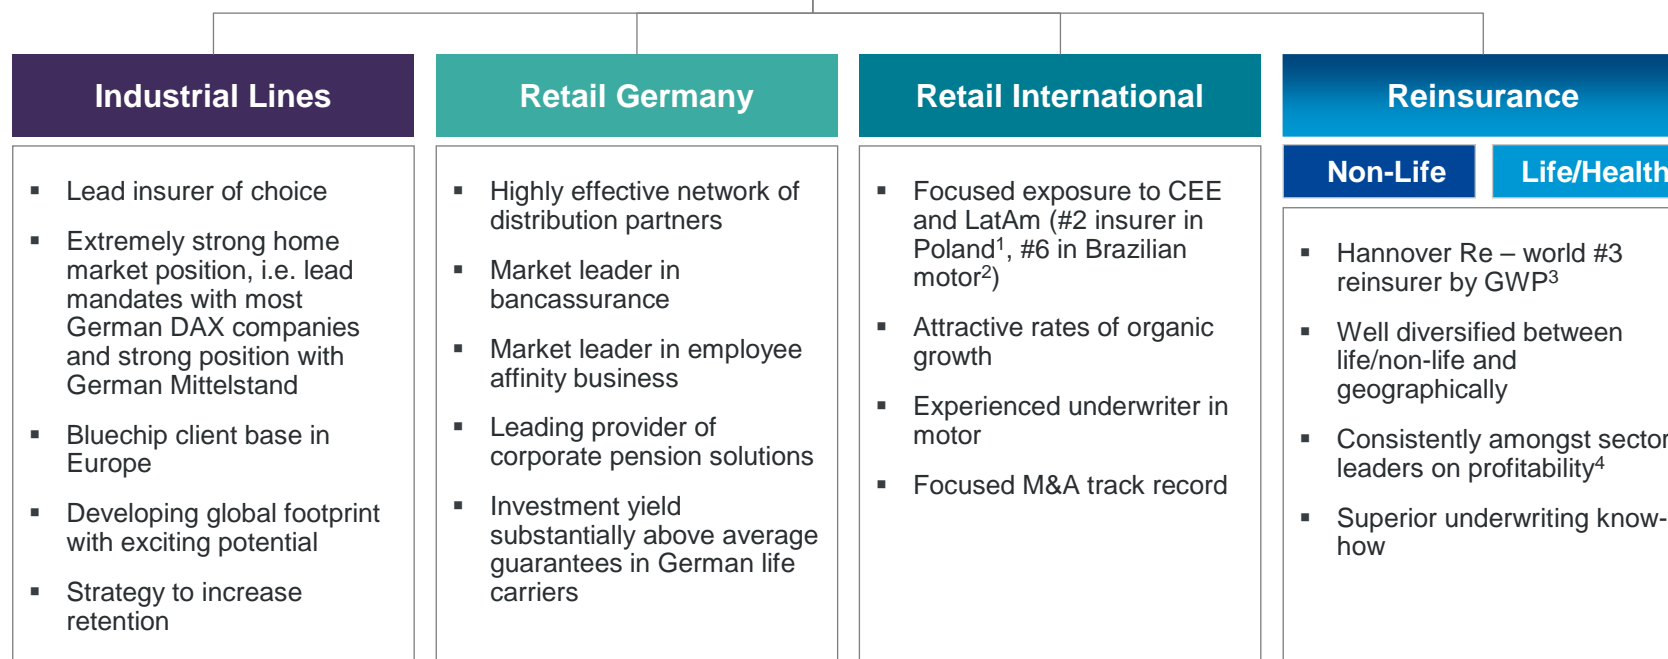 Industrial Lines
▪ Lead insurer of choice
▪ Extremely strong home
market position, i.e. lead
mandates with most
German DAX companies
and strong position with
German Mittelstand
▪ Bluechip client base in
Europe
▪ Developing global footprint
with exciting potential
▪ Strategy to increase
retention
Retail Germany
▪ Highly effective network of
distribution partners
▪ Market leader in
bancassurance
▪ Market leader in employee
affinity business
▪ Leading provider of
corporate pension solutions
▪ Investment yield
substantially above average
guarantees in German life
carriers
Retail International
▪ Focused exposure to CEE
and LatAm (#2 insurer in
Poland¹, #6 in Brazilian
motor²)
▪ Attractive rates of organic
growth
▪ Experienced underwriter in
motor
▪ Focused M&A track record
Reinsurance
Non-Life
Life/Health
▪ Hannover Re – world #3
reinsurer by GWP³
▪ Well diversified between
life/non-life and
geographically
▪ Consistently amongst sector
leaders on profitability⁴
▪ Superior underwriting know-
how